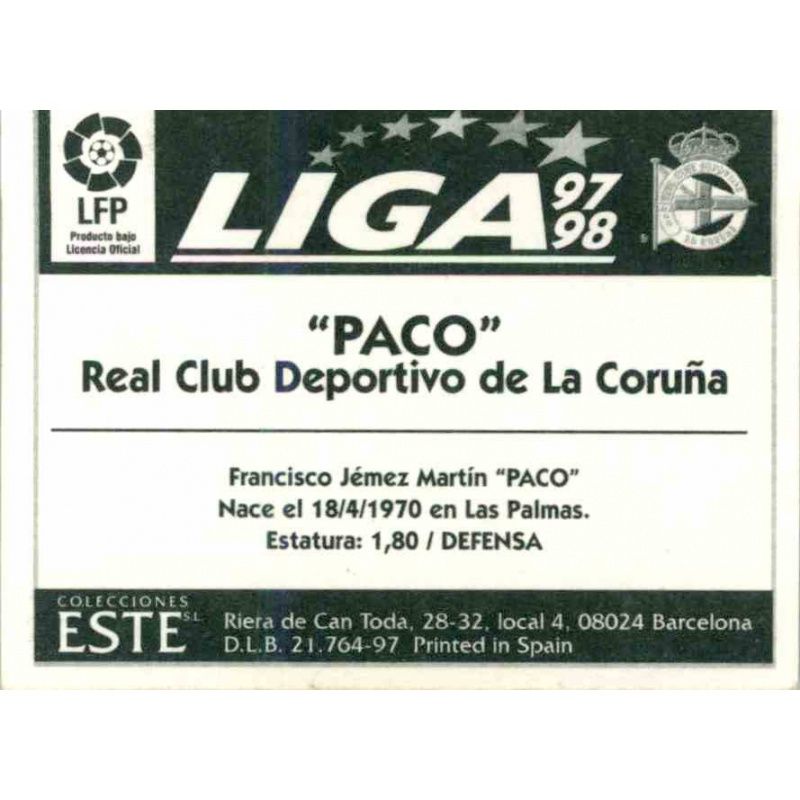 LFP
Producto bajo
Licencia Oficial
LIGA 97
98
"PACO"
Real Club Deportivo de La Coruña
Francisco Jémez Martín "PACO"
Nace el 18/4/1970 en Las Palmas.
Estatura: 1,80 / DEFENSA
COLECCIONES
ESTE S.L.
Riera de Can Toda, 28-32, local 4, 08024 Barcelona
D.L.B. 21.764-97 Printed in Spain